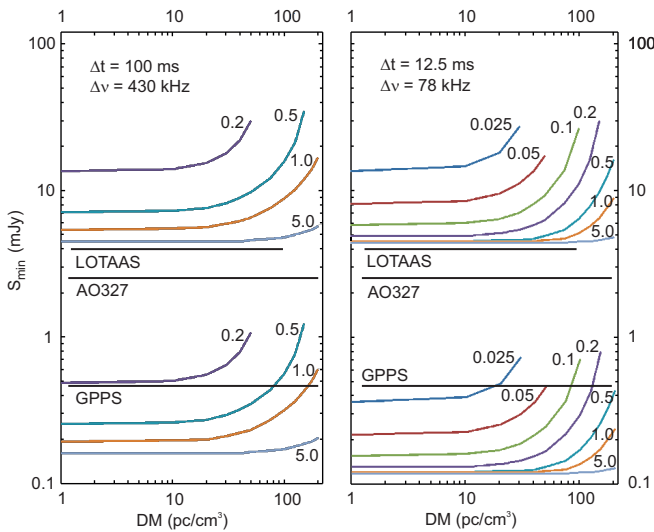 1 10 100
1 10 100
100
10
1
0.1
S_min (mJy)
Δt = 100 ms
Δν = 430 kHz
0.2
0.5
1.0
5.0
LOTAAS
AO327
0.2
0.5
1.0
GPPS
5.0
1 10 100
DM (pc/cm³)
Δt = 12.5 ms
Δν = 78 kHz
0.025
0.05
0.1
0.2
0.5
1.0
5.0
LOTAAS
AO327
GPPS
0.025
0.05
0.1
0.2
0.5
1.0
5.0
1 10 100
DM (pc/cm³)
100
100
10
1
0.1